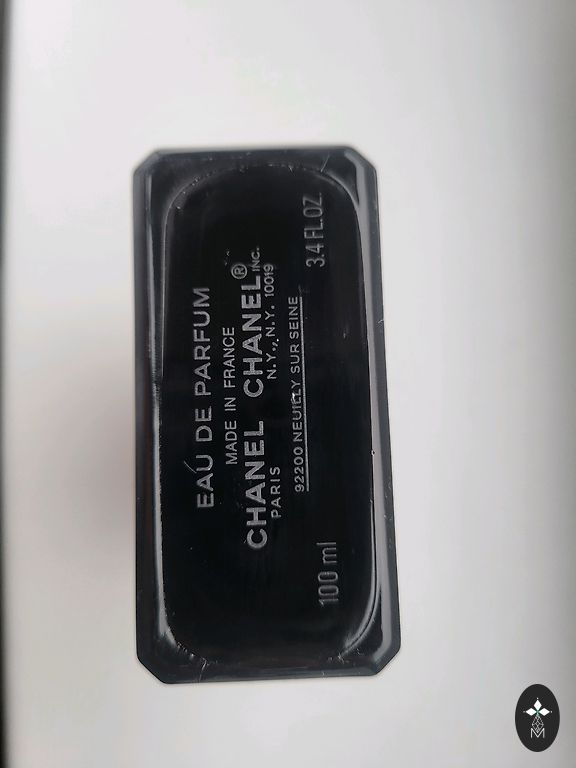 EAU DE PARFUM
MADE IN FRANCE
CHANEL CHANEL® INC.
PARIS N.Y., N.Y. 10019
92200 NEUILLY SUR SEINE
100 ml 3.4 FL.OZ.
M